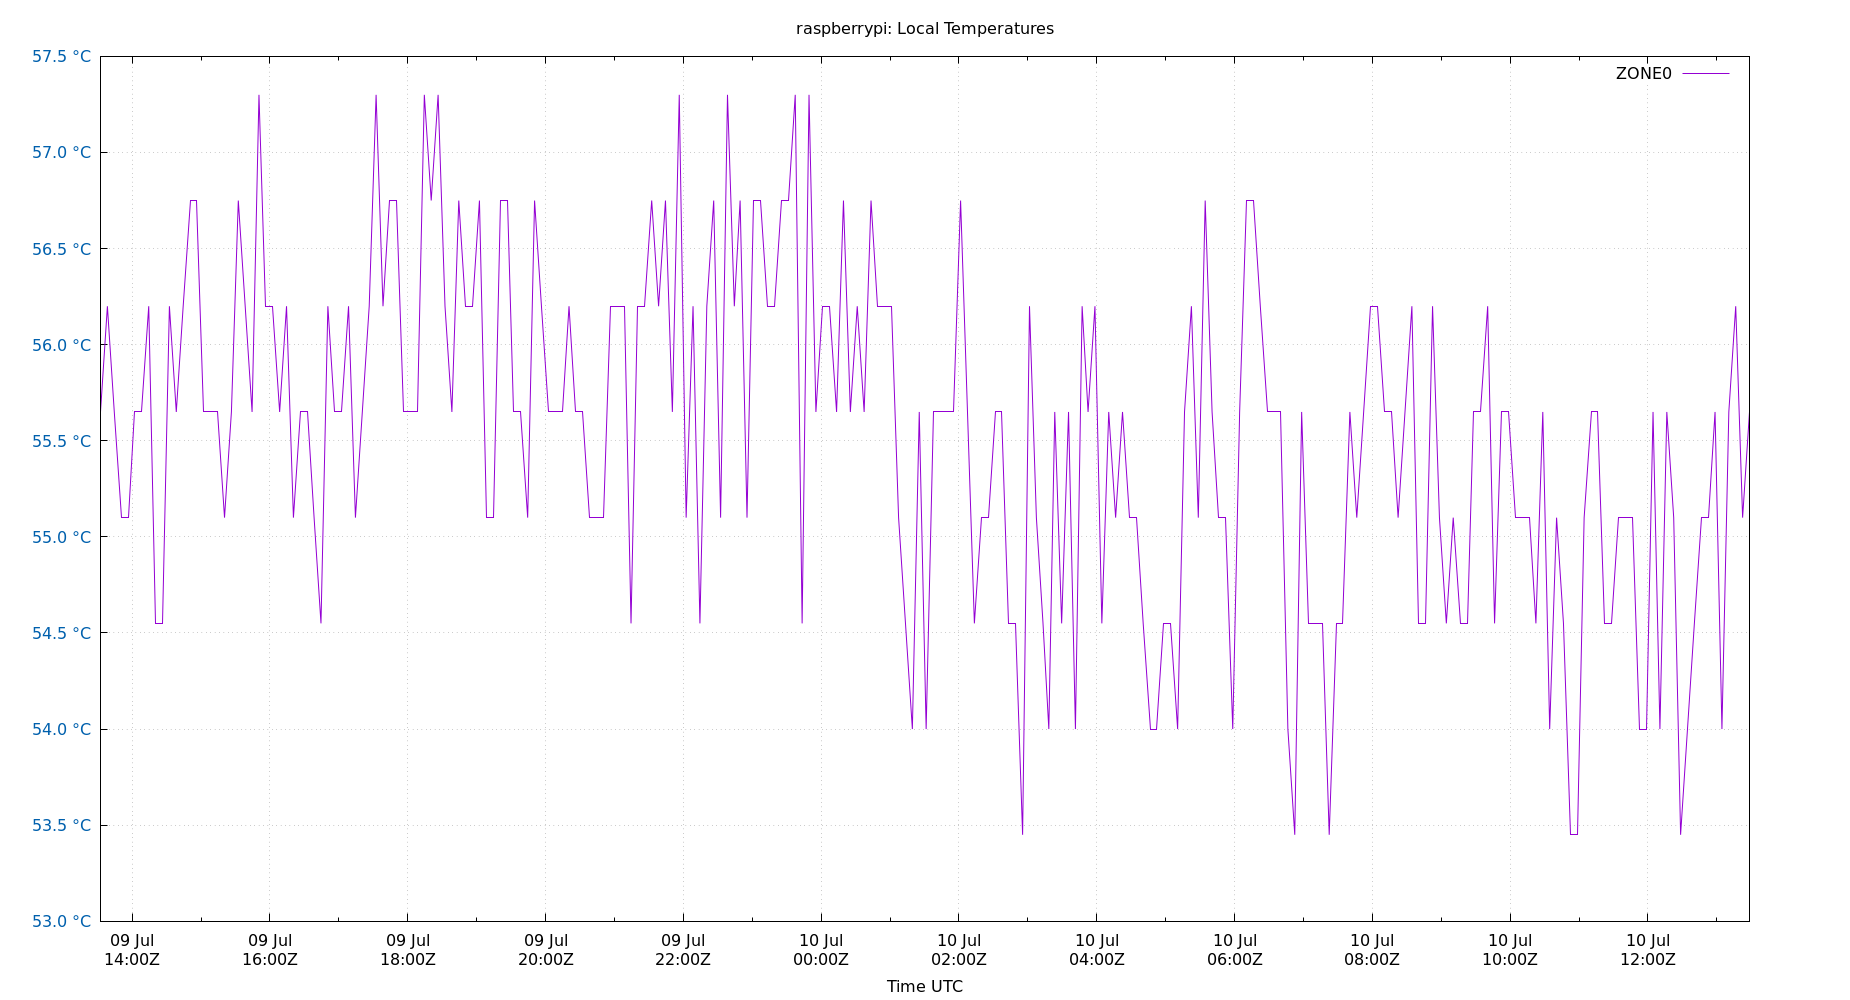 raspberrypi: Local Temperatures
57.5 °C
57.0 °C
56.5 °C
56.0 °C
55.5 °C
55.0 °C
54.5 °C
54.0 °C
53.5 °C
53.0 °C
ZONE0
09 Jul 09 Jul 09 Jul 09 Jul 09 Jul 10 Jul 10 Jul 10 Jul 10 Jul 10 Jul 10 Jul 10 Jul
14:00Z 16:00Z 18:00Z 20:00Z 22:00Z 00:00Z 02:00Z 04:00Z 06:00Z 08:00Z 10:00Z 12:00Z
Time UTC